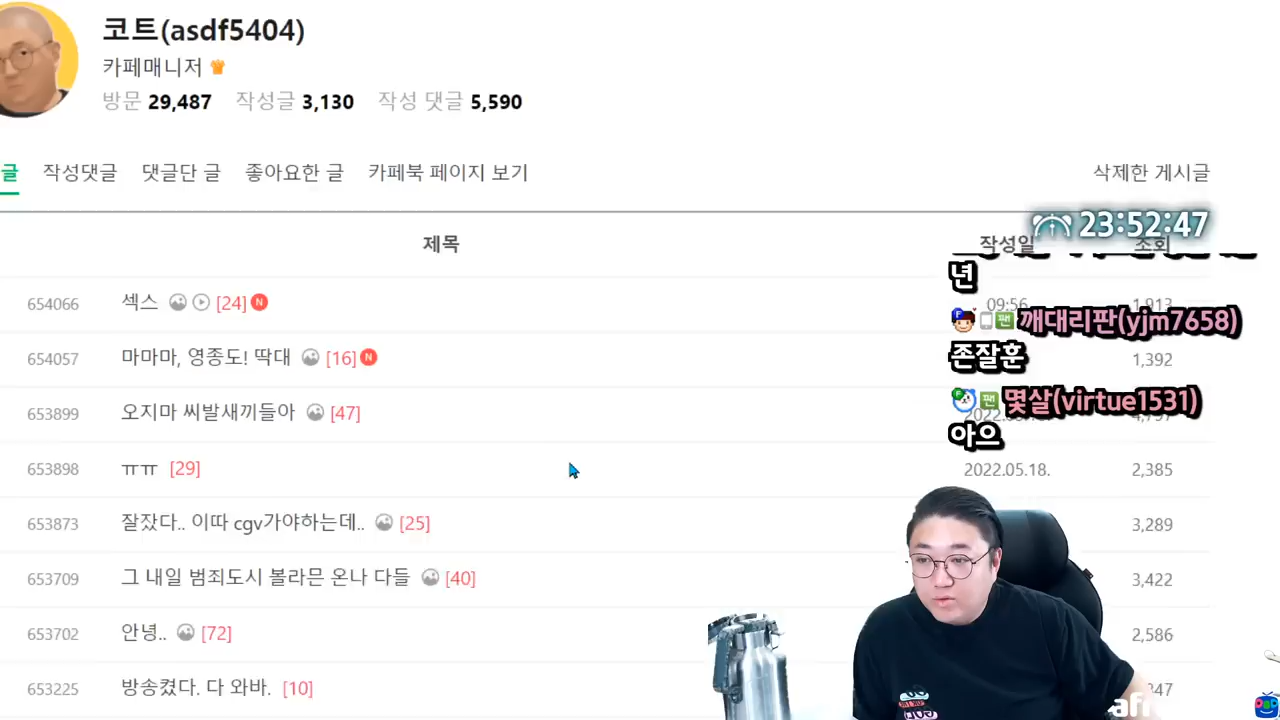 코트(asdf5404)
카페매니저
방문 29,487 작성글 3,130 작성 댓글 5,590
글 작성댓글 댓글단 글 좋아요한 글 카페북 페이지 보기 삭제한 게시글
23:52:47
제목 작성일 조회
년
654066 섹스 [24] N 09:56 1,913
깨대리판(yjm7658)
654057 마마마, 영종도! 딱대 [16] N 1,392
존잘훈
몇살(virtue1531)
653899 오지마 씨발새끼들아 [47]
아으
653898 ㅠㅠ [29] 2022.05.18. 2,385
653873 잘잤다.. 이따 cgv가야하는데.. [25] 3,289
653709 그 내일 범죄도시 볼라믄 온나 다들 [40] 3,422
653702 안녕.. [72] 2,586
653225 방송켰다. 다 와바. [10]